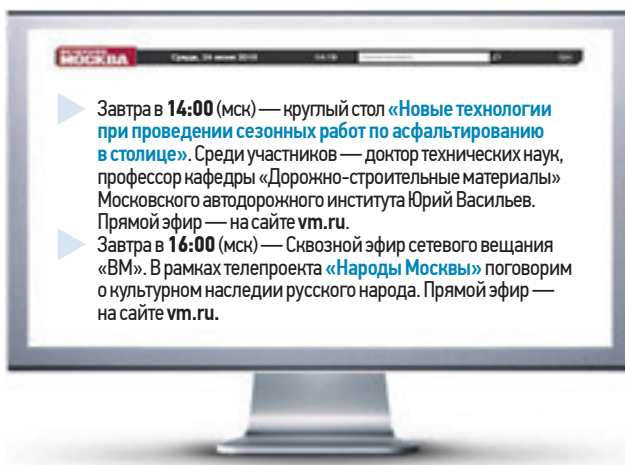 МОСКВА
Завтра в 14:00 (мск) — круглый стол «Новые технологии
при проведении сезонных работ по асфальтированию
в столице». Среди участников — доктор технических наук,
профессор кафедры «Дорожно-строительные материалы»
Московского автодорожного института Юрий Васильев.
Прямой эфир — на сайте vm.ru.
Завтра в 16:00 (мск) — Сквозной эфир сетевого вещания
«ВМ». В рамках телепроекта «Народы Москвы» поговорим
о культурном наследии русского народа. Прямой эфир —
на сайте vm.ru.